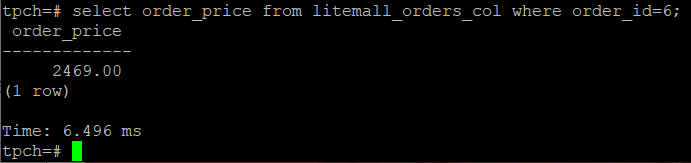 tpch=# select order_price from litemall_orders_col where order_id=6;
 order_price
-------------
     2469.00
(1 row)

Time: 6.496 ms
tpch=#